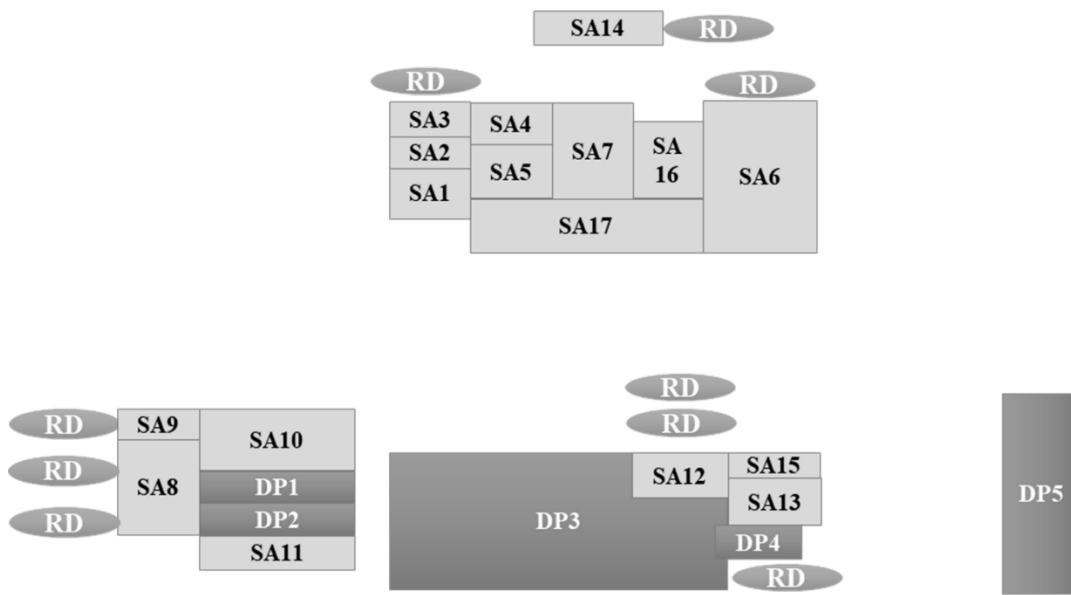 SA14
RD
RD
RD
SA3
SA4
SA7
SA
16
SA6
SA2
SA5
SA1
SA17
RD
RD
RD
SA9
SA10
RD
SA8
DP1
DP2
RD
SA11
DP3
SA12
SA15
SA13
DP4
RD
DP5